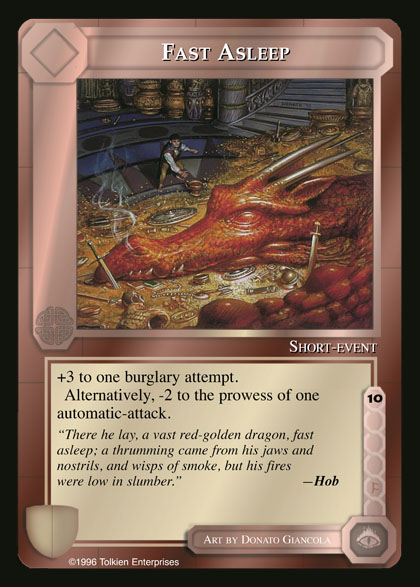 Fast Asleep
Short-event
+3 to one burglary attempt.
Alternatively, -2 to the prowess of one
automatic-attack.
“There he lay, a vast red-golden dragon, fast
asleep; a thrumming came from his jaws and
nostrils, and wisps of smoke, but his fires
were low in slumber.” –Hob
10
F
Art by Donato Giancola
©1996 Tolkien Enterprises